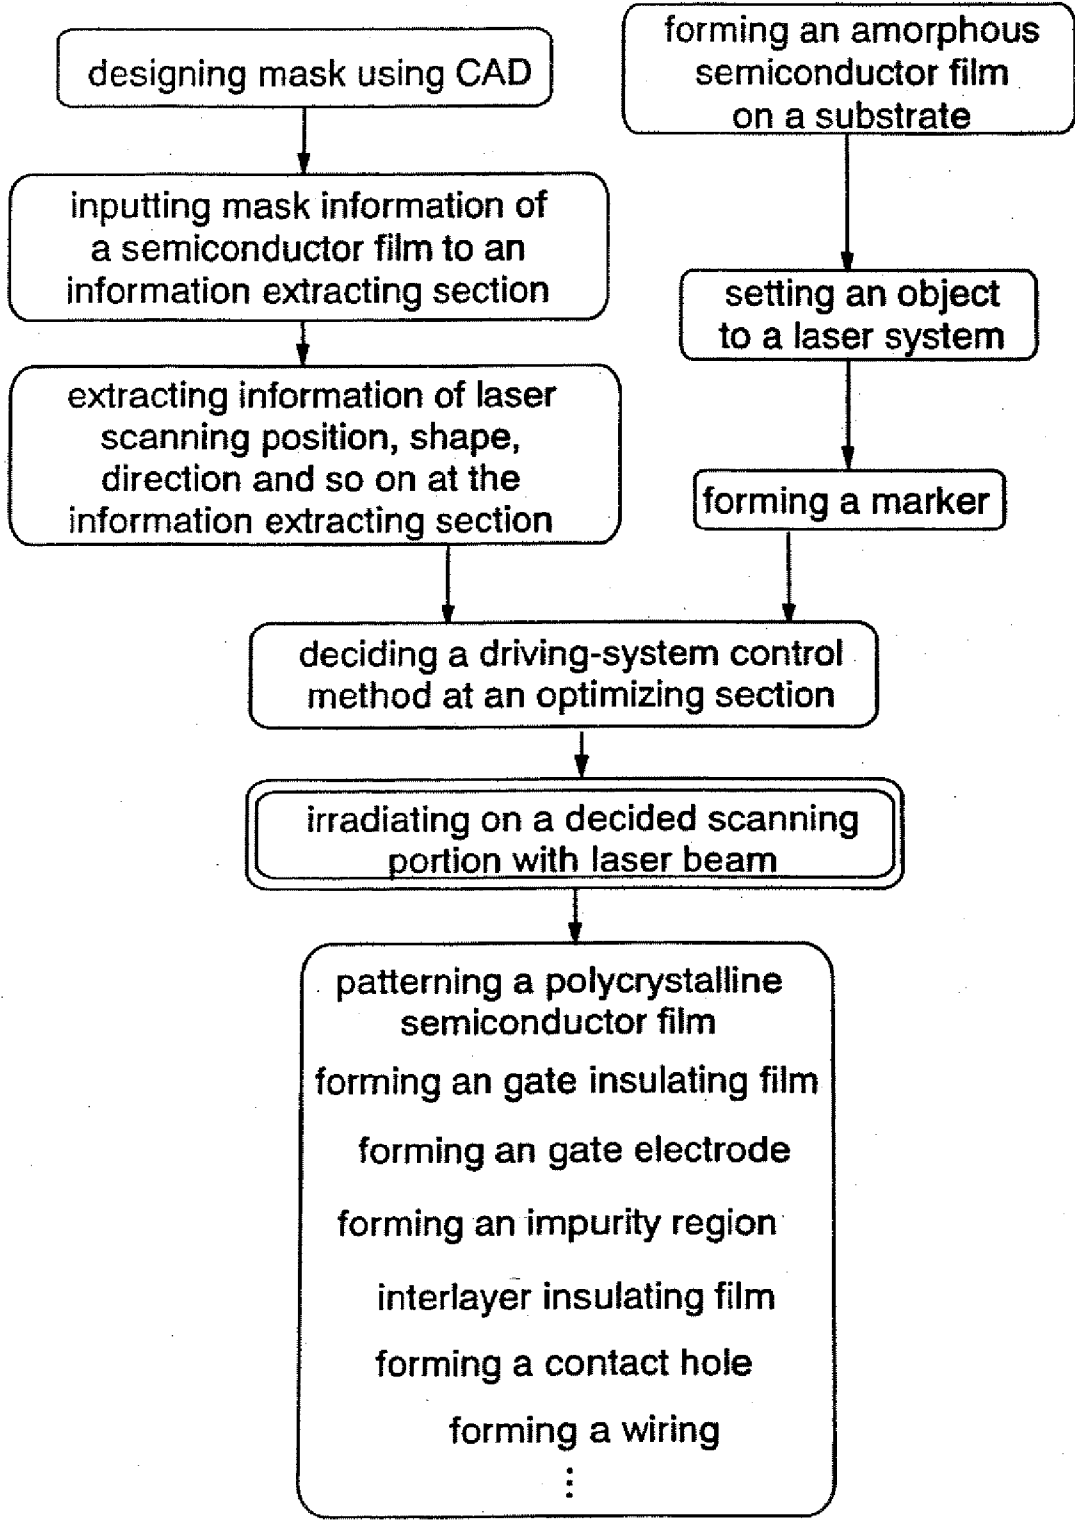 designing mask using CAD
forming an amorphous
semiconductor film
on a substrate
inputting mask information of
a semiconductor film to an
information extracting section
setting an object
to a laser system
extracting information of laser
scanning position, shape,
direction and so on at the
information extracting section
forming a marker
deciding a driving-system control
method at an optimizing section
irradiating on a decided scanning
portion with laser beam
patterning a polycrystalline
semiconductor film
forming an gate insulating film
forming an gate electrode
forming an impurity region
interlayer insulating film
forming a contact hole
forming a wiring
⋮